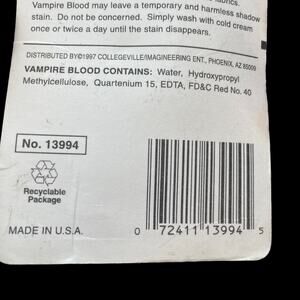 fabrics.
Vampire Blood may leave a temporary and harmless shadow
stain. Do not be concerned. Simply wash with cold cream
once or twice a day until the stain disappears.
DISTRIBUTED BY©1997 COLLEGEVILLE/IMAGINEERING ENT., PHOENIX, AZ 85009
VAMPIRE BLOOD CONTAINS: Water, Hydroxypropyl
Methylcellulose, Quartenium 15, EDTA, FD&C Red No. 40
No. 13994
Recyclable
Package
MADE IN U.S.A.
0 72411 13994 5